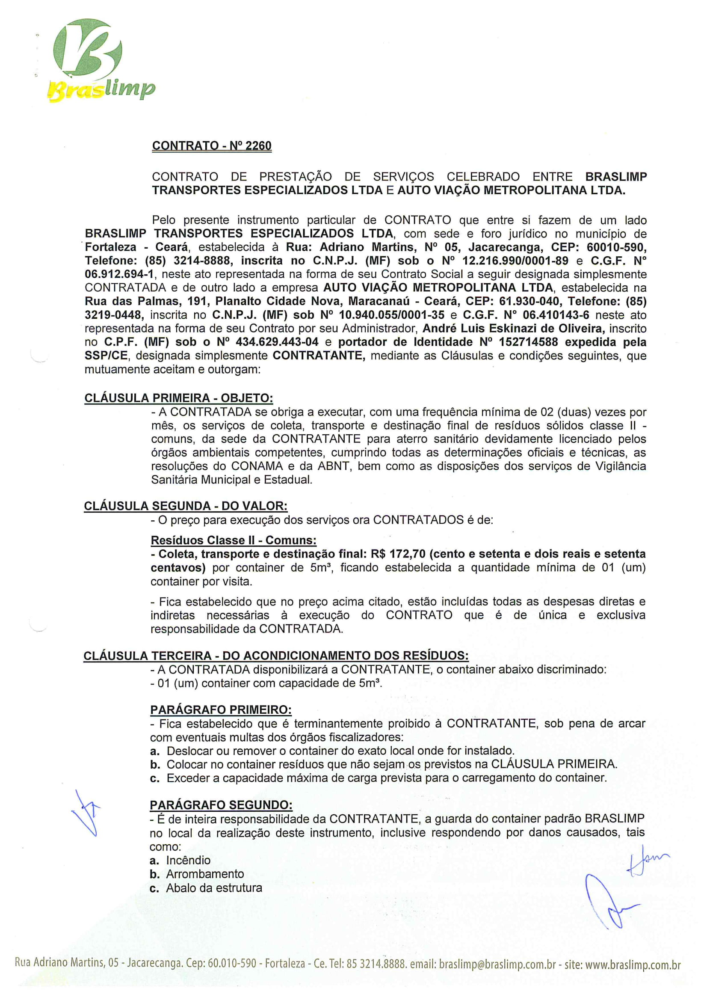 Braslimp
CONTRATO - Nº 2260
CONTRATO DE PRESTAÇÃO DE SERVIÇOS CELEBRADO ENTRE BRASLIMP
TRANSPORTES ESPECIALIZADOS LTDA E AUTO VIAÇÃO METROPOLITANA LTDA.
Pelo presente instrumento particular de CONTRATO que entre si fazem de um lado
BRASLIMP TRANSPORTES ESPECIALIZADOS LTDA, com sede e foro jurídico no município de
Fortaleza - Ceará, estabelecida à Rua: Adriano Martins, Nº 05, Jacarecanga, CEP: 60010-590,
Telefone: (85) 3214-8888, inscrita no C.N.P.J. (MF) sob o Nº 12.216.990/0001-89 e C.G.F. N°
06.912.694-1, neste ato representada na forma de seu Contrato Social a seguir designada simplesmente
CONTRATADA e de outro lado a empresa AUTO VIAÇÃO METROPOLITANA LTDA, estabelecida na
Rua das Palmas, 191, Planalto Cidade Nova, Maracanaú - Ceará, CEP: 61.930-040, Telefone: (85)
3219-0448, inscrita no C.N.P.J. (MF) sob Nº 10.940.055/0001-35 e C.G.F. N° 06.410143-6 neste ato
representada na forma de seu Contrato por seu Administrador, André Luis Eskinazi de Oliveira, inscrito
no C.P.F. (MF) sob o Nº 434.629.443-04 e portador de Identidade Nº 152714588 expedida pela
SSP/CE, designada simplesmente CONTRATANTE, mediante as Cláusulas e condições seguintes, que
mutuamente aceitam e outorgam:
CLÁUSULA PRIMEIRA - OBJETO:
- A CONTRATADA se obriga a executar, com uma frequência mínima de 02 (duas) vezes por
mês, os serviços de coleta, transporte e destinação final de resíduos sólidos classe II -
comuns, da sede da CONTRATANTE para aterro sanitário devidamente licenciado pelos
órgãos ambientais competentes, cumprindo todas as determinações oficiais e técnicas, as
resoluções do CONAMA e da ABNT, bem como as disposições dos serviços de Vigilância
Sanitária Municipal e Estadual.
CLÁUSULA SEGUNDA - DO VALOR:
- O preço para execução dos serviços ora CONTRATADOS é de:
Resíduos Classe II - Comuns:
- Coleta, transporte e destinação final: R$ 172,70 (cento e setenta e dois reais e setenta
centavos) por container de 5m³, ficando estabelecida a quantidade mínima de 01 (um)
container por visita.
- Fica estabelecido que no preço acima citado, estão incluídas todas as despesas diretas e
indiretas necessárias à execução do CONTRATO que é de única e exclusiva
responsabilidade da CONTRATADA.
CLÁUSULA TERCEIRA - DO ACONDICIONAMENTO DOS RESÍDUOS:
- A CONTRATADA disponibilizará a CONTRATANTE, o container abaixo discriminado:
- 01 (um) container com capacidade de 5m³.
PARÁGRAFO PRIMEIRO:
- Fica estabelecido que é terminantemente proibido à CONTRATANTE, sob pena de arcar
com eventuais multas dos órgãos fiscalizadores:
a. Deslocar ou remover o container do exato local onde for instalado.
b. Colocar no container resíduos que não sejam os previstos na CLÁUSULA PRIMEIRA.
c. Exceder a capacidade máxima de carga prevista para o carregamento do container.
PARÁGRAFO SEGUNDO:
- É de inteira responsabilidade da CONTRATANTE, a guarda do container padrão BRASLIMP
no local da realização deste instrumento, inclusive respondendo por danos causados, tais
como:
a. Incêndio
b. Arrombamento
c. Abalo da estrutura
Rua Adriano Martins, 05 - Jacarecanga. Cep: 60.010-590 - Fortaleza - Ce. Tel: 85 3214.8888. email: braslimp@braslimp.com.br - site: www.braslimp.com.br